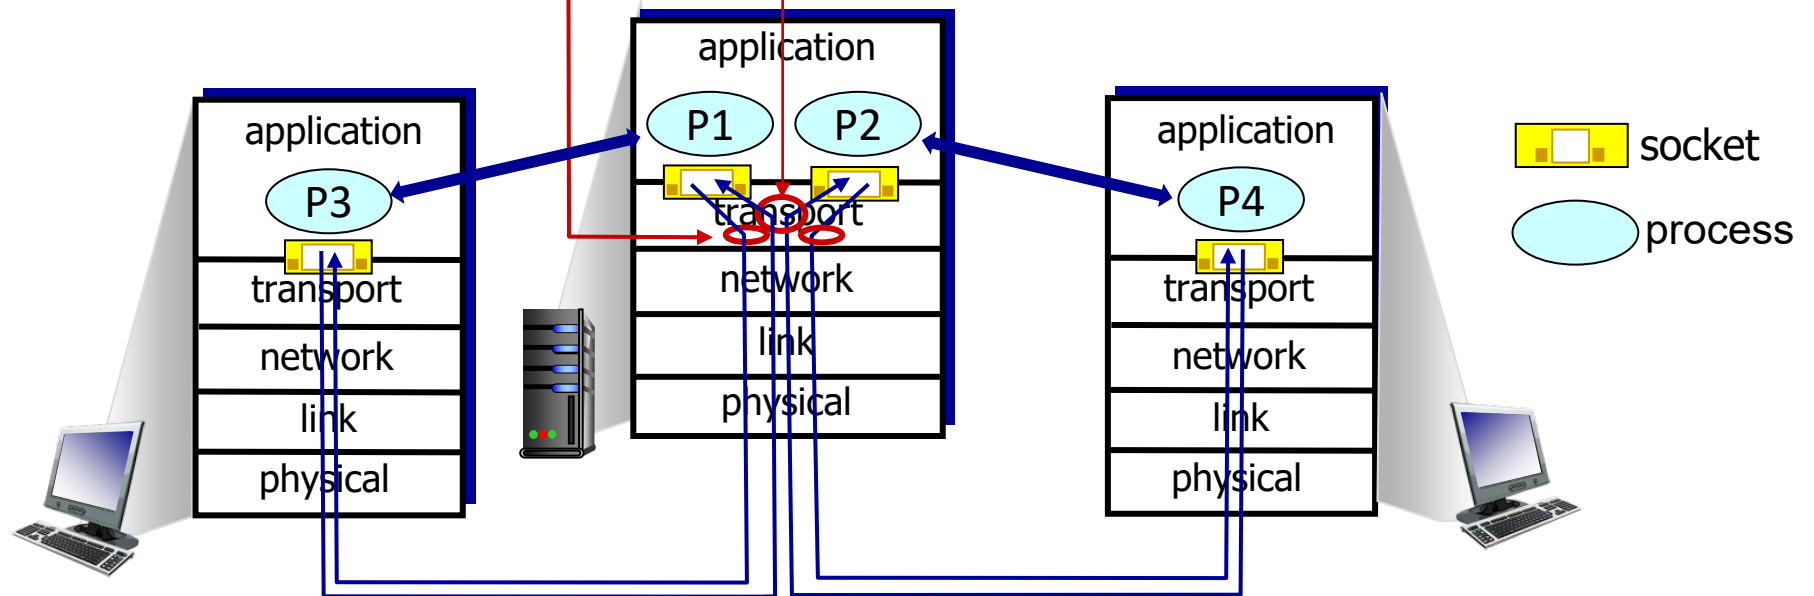 application
P3
transport
network
link
physical
application
P1
P2
transport
network
link
physical
application
P4
transport
network
link
physical
socket
process